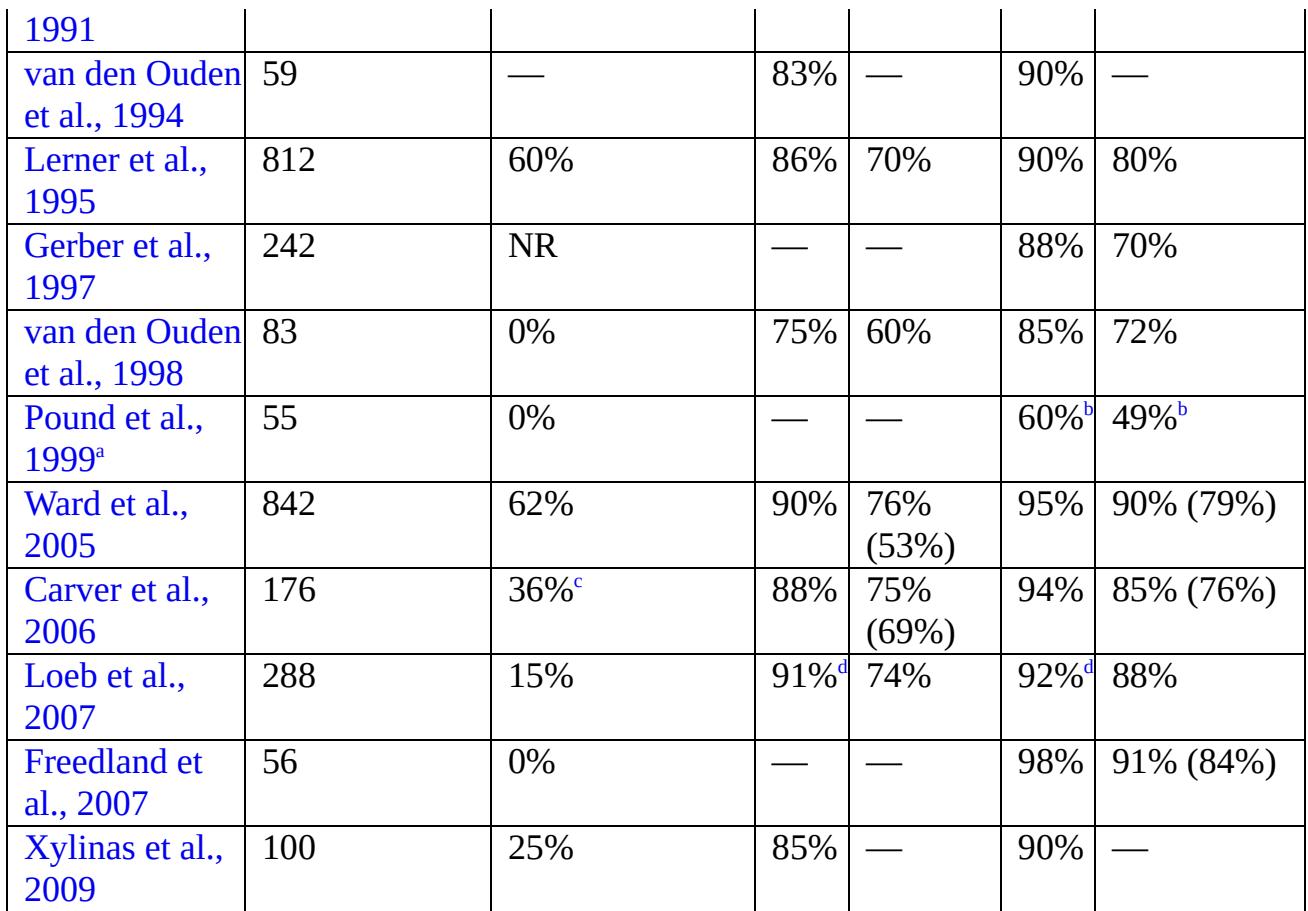 1991
van den Ouden 59 — 83% — 90% —
et al., 1994
Lerner et al., 812 60% 86% 70% 90% 80%
1995
Gerber et al., 242 NR — — 88% 70%
1997
van den Ouden 83 0% 75% 60% 85% 72%
et al., 1998
Pound et al., 55 0% — — 60%b 49%b
1999a
Ward et al., 842 62% 90% 76% 95% 90% (79%)
2005 (53%)
Carver et al., 176 36%c 88% 75% 94% 85% (76%)
2006 (69%)
Loeb et al., 288 15% 91%d 74% 92%d 88%
2007
Freedland et 56 0% — — 98% 91% (84%)
al., 2007
Xylinas et al., 100 25% 85% — 90% —
2009